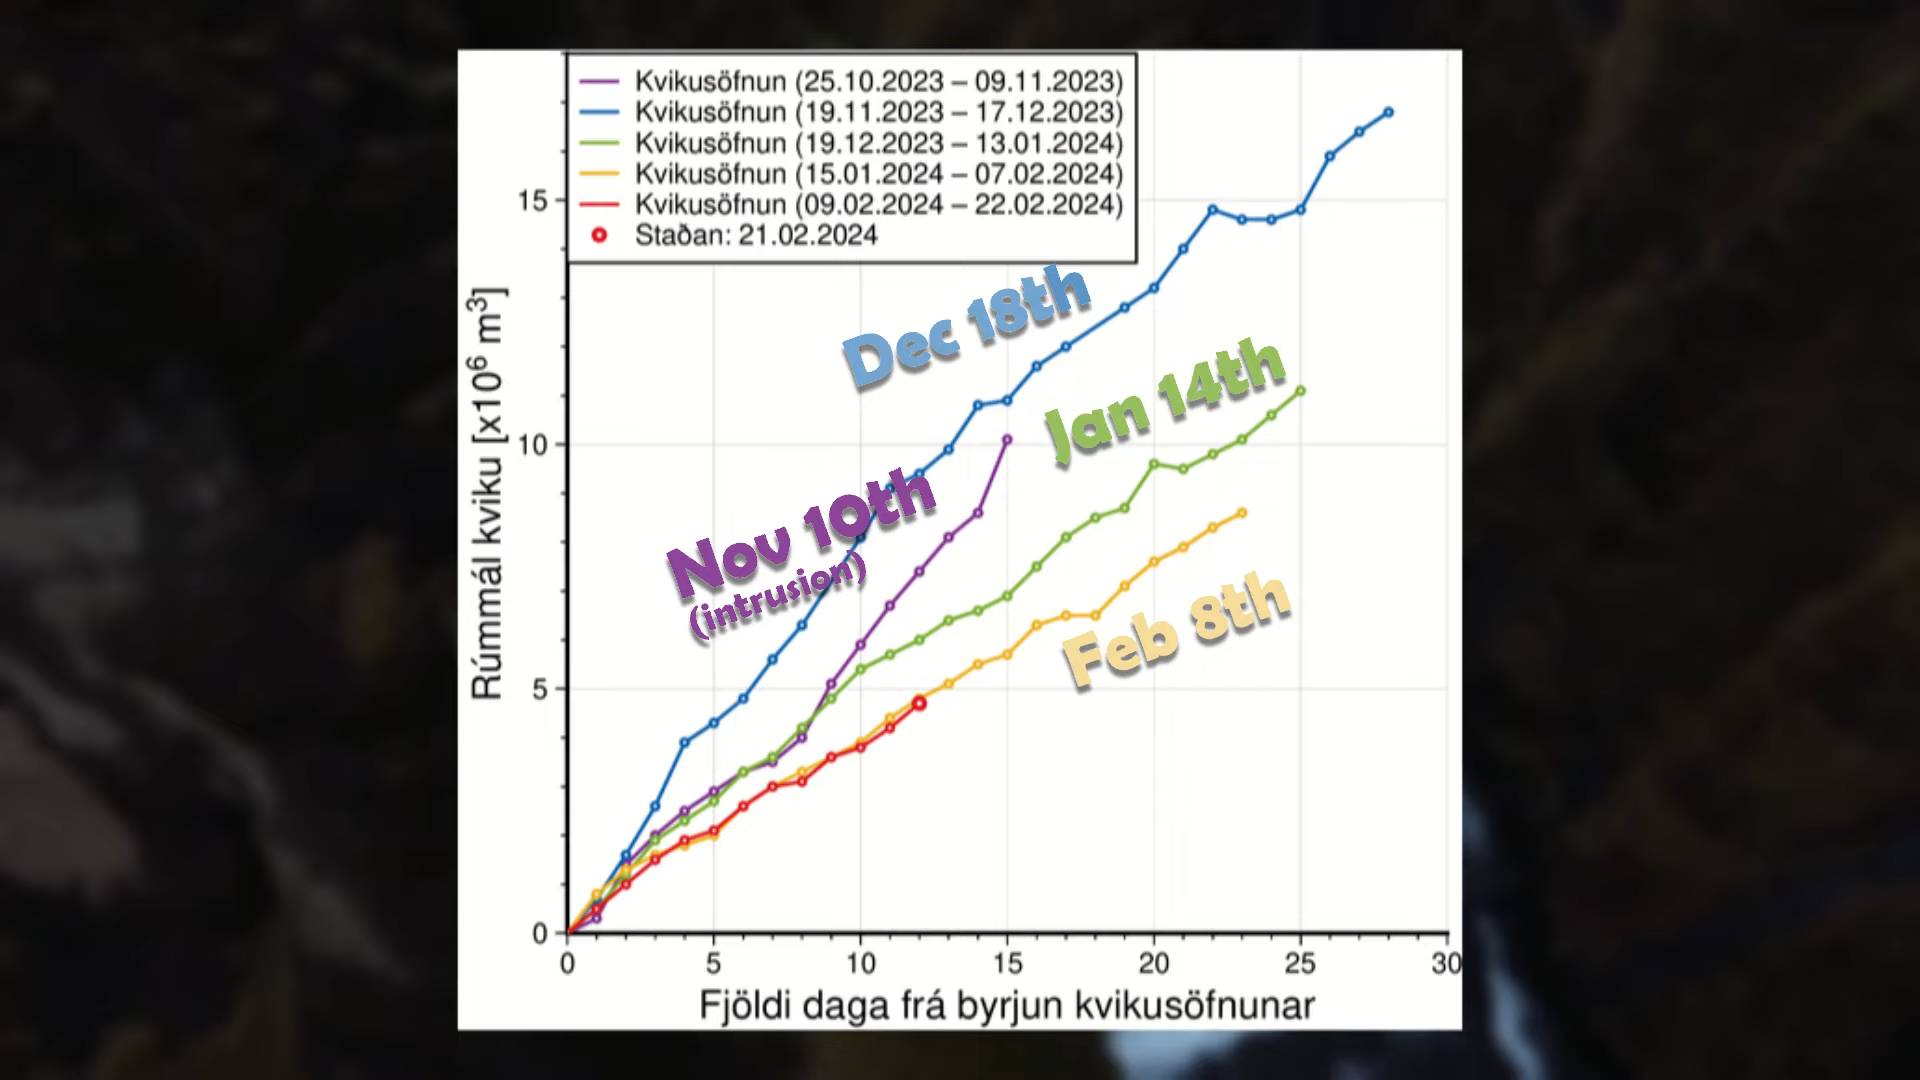 Kvikusöfnun (25.10.2023 – 09.11.2023)
Kvikusöfnun (19.11.2023 – 17.12.2023)
Kvikusöfnun (19.12.2023 – 13.01.2024)
Kvikusöfnun (15.01.2024 – 07.02.2024)
Kvikusöfnun (09.02.2024 – 22.02.2024)
Staðan: 21.02.2024
Dec 18th
Jan 14th
Nov 10th
(intrusion)
Feb 8th
Rúmmál kviku [x10⁶ m³]
15
10
5
0
0 5 10 15 20 25 30
Fjöldi daga frá byrjun kvikusöfnunar